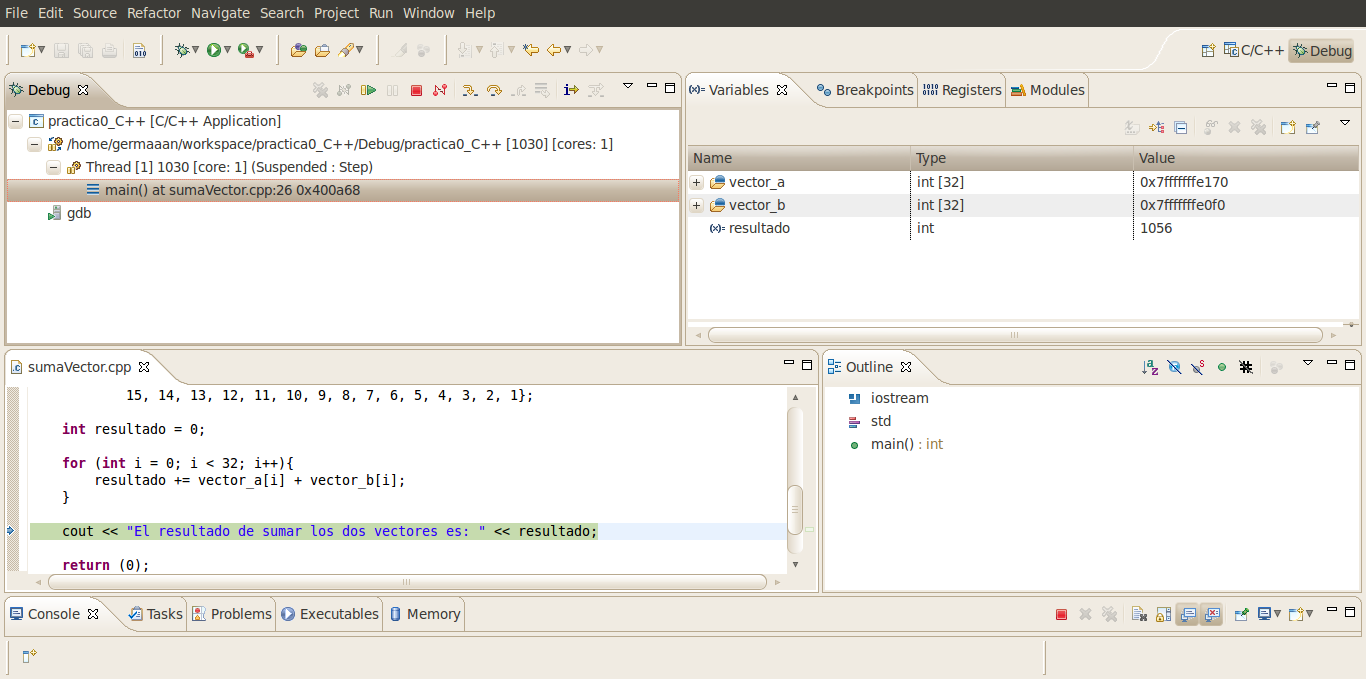 File Edit Source Refactor Navigate Search Project Run Window Help
C/C++ Debug
Debug
practica0_C++ [C/C++ Application]
/home/germaaan/workspace/practica0_C++/Debug/practica0_C++ [1030] [cores: 1]
Thread [1] 1030 [core: 1] (Suspended : Step)
main() at sumaVector.cpp:26 0x400a68
gdb
(x)= Variables Breakpoints 1010 0101 Registers Modules
Name Type Value
vector_a int [32] 0x7fffffffe170
vector_b int [32] 0x7fffffffe0f0
(x)= resultado int 1056
sumaVector.cpp
15, 14, 13, 12, 11, 10, 9, 8, 7, 6, 5, 4, 3, 2, 1};
int resultado = 0;
for (int i = 0; i < 32; i++){
resultado += vector_a[i] + vector_b[i];
}
cout << "El resultado de sumar los dos vectores es: " << resultado;
return (0);
Outline
iostream
std
main() : int
Console Tasks Problems Executables Memory